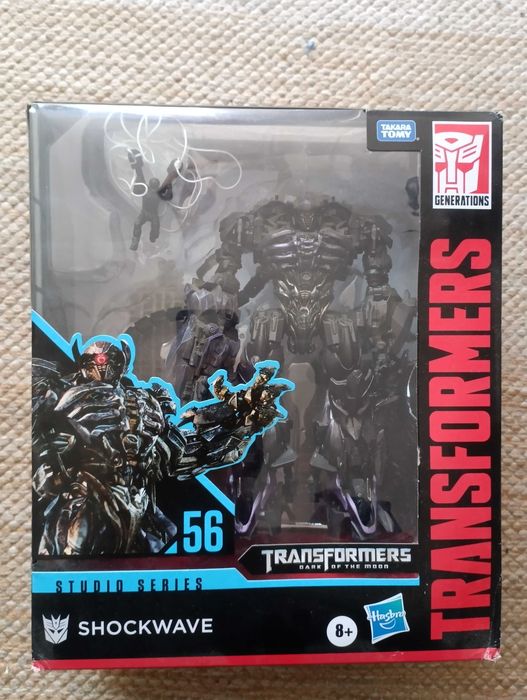 TAKARA
TOMY
GENERATIONS
TRANSFORMERS
56
TRANSFORMERS
DARK OF THE MOON
STUDIO SERIES
SHOCKWAVE
8+
Hasbro